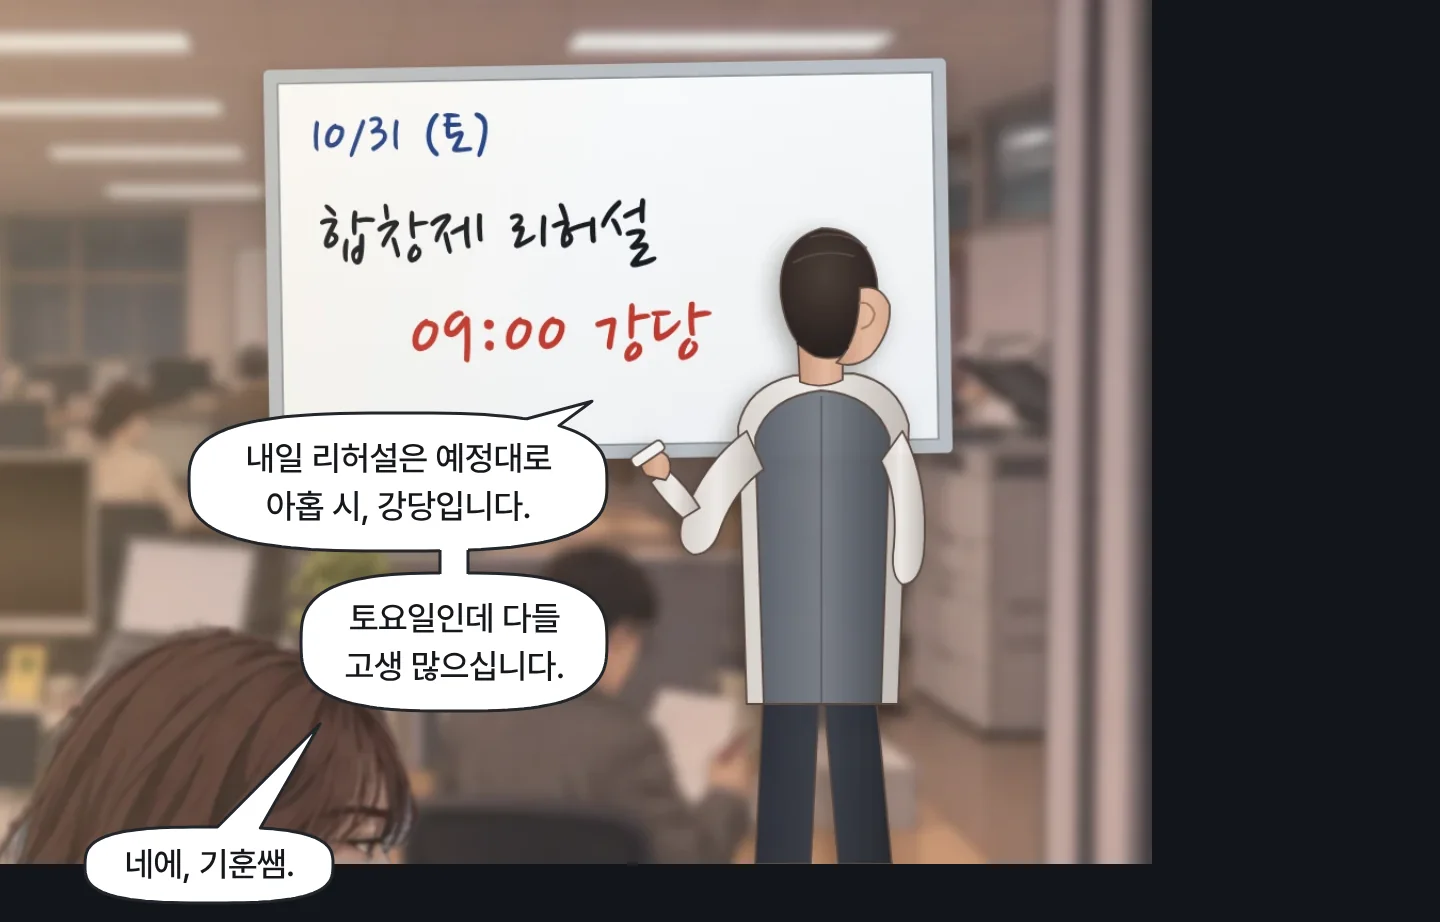 10/31 (토)
합창제 리허설
09:00 강당
내일 리허설은 예정대로
아홉 시, 강당입니다.
토요일인데 다들
고생 많으십니다.
네에, 기훈쌤.